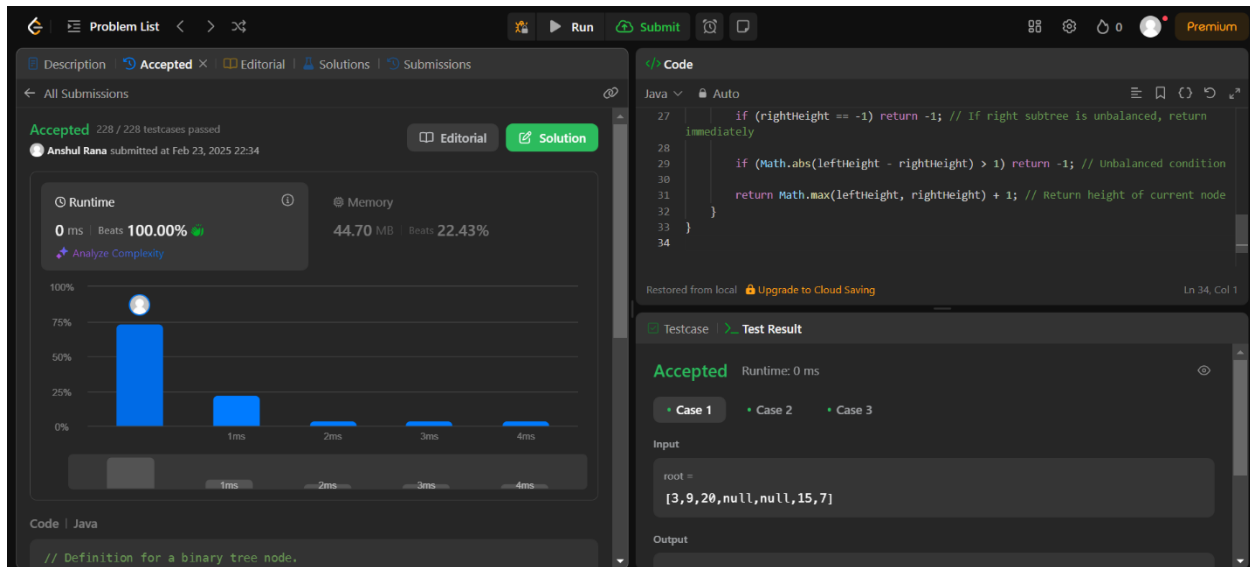 Problem List
Run
Submit
0
Premium
Description
Accepted
Editorial
Solutions
Submissions
All Submissions
Accepted 228 / 228 testcases passed
Anshul Rana submitted at Feb 23, 2025 22:34
Editorial
Solution
Runtime
0 ms Beats 100.00%
Analyze Complexity
Memory
44.70 MB Beats 22.43%
100%
75%
50%
25%
0%
1ms 2ms 3ms 4ms
1ms 2ms 3ms 4ms
Code | Java
// Definition for a binary tree node.
</> Code
Java Auto
27 if (rightHeight == -1) return -1; // If right subtree is unbalanced, return
immediately
28
29 if (Math.abs(leftHeight - rightHeight) > 1) return -1; // Unbalanced condition
30
31 return Math.max(leftHeight, rightHeight) + 1; // Return height of current node
32 }
33 }
34
Restored from local Upgrade to Cloud Saving Ln 34, Col 1
Testcase
>_ Test Result
Accepted Runtime: 0 ms
• Case 1 • Case 2 • Case 3
Input
root =
[3,9,20,null,null,15,7]
Output